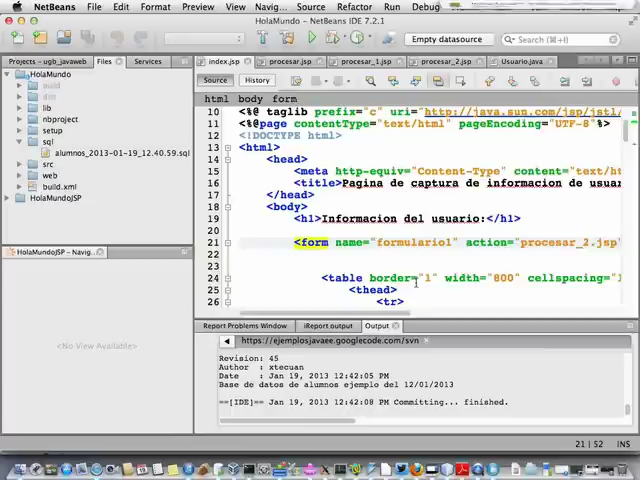 NetBeans File Edit View Navigate Source Refactor Run Debug
HolaMundo - NetBeans IDE 7.2.1
Empty datasource
Search (⌘+I)
Projects - ugb_javaweb
Files
Services
index.jsp
procesar.jsp
procesar_1.jsp
procesar_2.jsp
Usuario.java
HolaMundo
build
dist
lib
nbproject
setup
sql
alumnos_2013-01-19_12.40.59.sql
src
web
build.xml
HolaMundoJSP
Source History
html body form
10 <%@ taglib prefix="c" uri="http://java.sun.com/jsp/jstl/
11 <%@page contentType="text/html" pageEncoding="UTF-8"%>
12 <!DOCTYPE html>
13 <html>
14 <head>
15 <meta http-equiv="Content-Type" content="text/h
16 <title>Pagina de captura de informacion de usuar
17 </head>
18 <body>
19 <h1>Informacion del usuario:</h1>
20
21 <form name="formulario1" action="procesar_2.jsp"
22
23
24 <table border="1" width="800" cellspacing="1
25 <thead>
26 <tr>
HolaMundoJSP - Navig...
<No View Available>
Report Problems Window
iReport output
Output
https://ejemplosjavaee.googlecode.com/svn
Revision: 45
Author : xtecuan
Date : Jan 19, 2013 12:42:05 PM
Base de datos de alumnos ejemplo del 12/01/2013
==[IDE]== Jan 19, 2013 12:42:08 PM Committing... finished.
21 | 52 INS